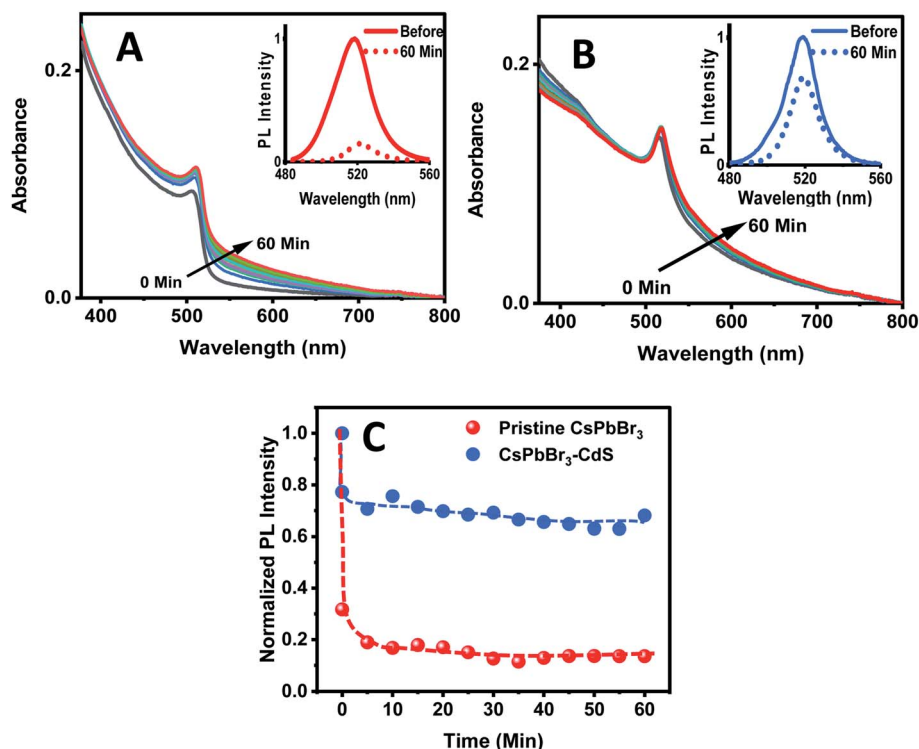 A
Before
60 Min
PL Intensity
1
0
480 520 560
Wavelength (nm)
Absorbance
0.2
0.0
60 Min
0 Min
400 500 600 700 800
Wavelength (nm)
B
Before
60 Min
PL Intensity
1
0
480 520 560
Wavelength (nm)
Absorbance
0.2
0.0
60 Min
0 Min
400 500 600 700 800
Wavelength (nm)
C
Pristine CsPbBr₃
CsPbBr₃-CdS
Normalized PL Intensity
1.0
0.8
0.6
0.4
0.2
0.0
0 10 20 30 40 50 60
Time (Min)